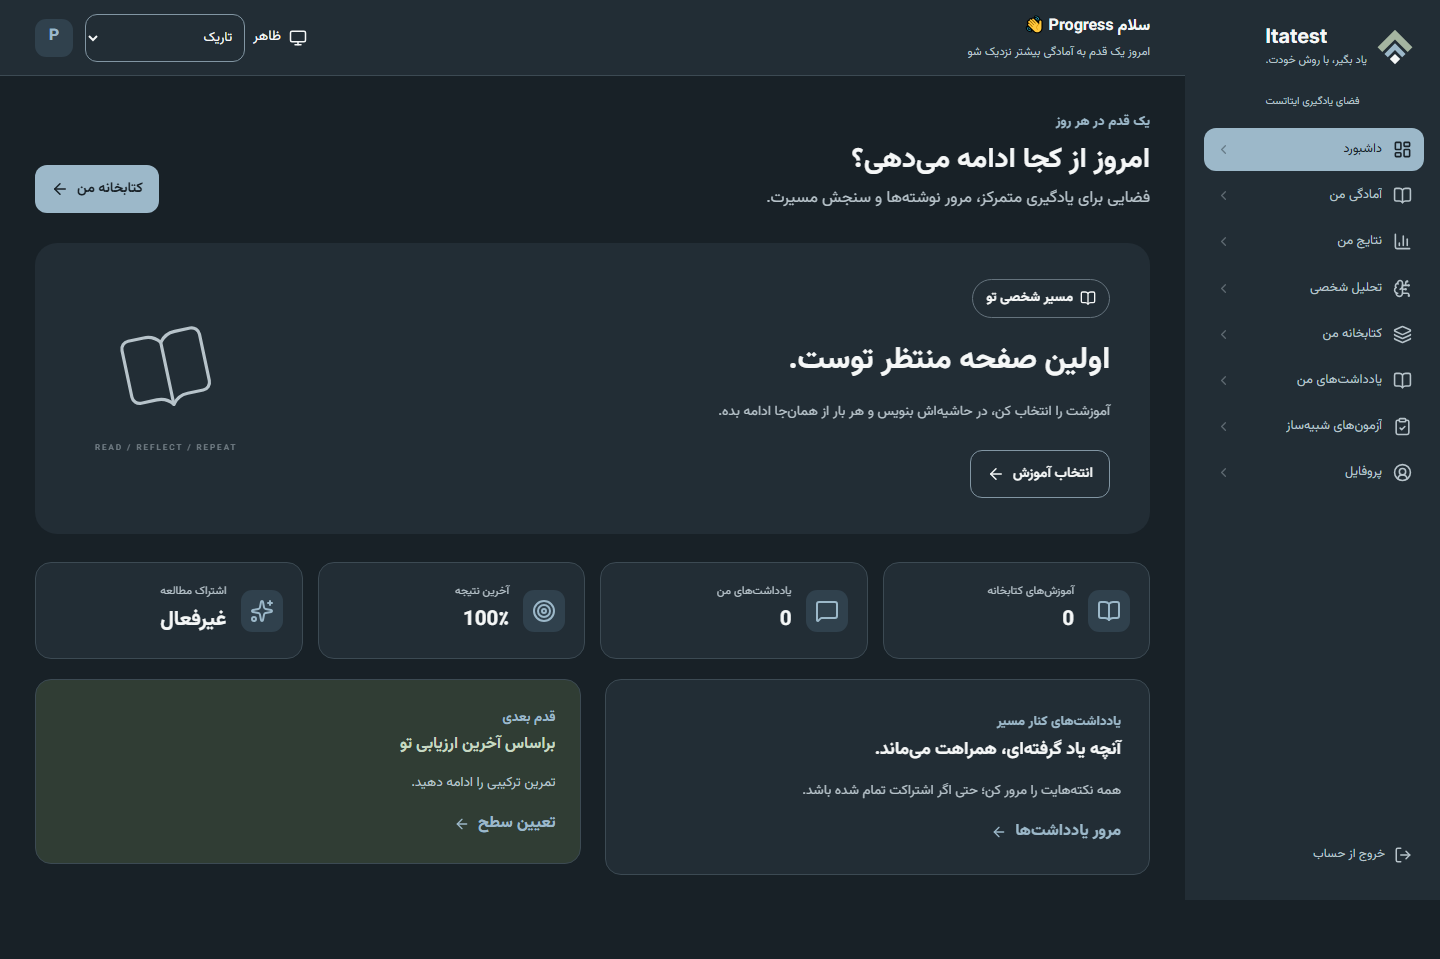 Itatest
یاد بگیر، با روش خودت.
فضای یادگیری ایتاتست
داشبورد
آمادگی من
نتایج من
تحلیل شخصی
کتابخانه من
یادداشت‌های من
آزمون‌های شبیه‌ساز
پروفایل
خروج از حساب
سلام Progress 👋
امروز یک قدم به آمادگی بیشتر نزدیک شو
ظاهر
تاریک
P
یک قدم در هر روز
امروز از کجا ادامه می‌دهی؟
فضایی برای یادگیری متمرکز، مرور نوشته‌ها و سنجش مسیرت.
کتابخانه من
مسیر شخصی تو
اولین صفحه منتظر توست.
آموزشت را انتخاب کن، در حاشیه‌اش بنویس و هر بار از همان‌جا ادامه بده.
انتخاب آموزش
READ / REFLECT / REPEAT
آموزش‌های کتابخانه
0
یادداشت‌های من
0
آخرین نتیجه
100٪
اشتراک مطالعه
غیرفعال
یادداشت‌های کنار مسیر
آنچه یاد گرفته‌ای، همراهت می‌ماند.
همه نکته‌هایت را مرور کن؛ حتی اگر اشتراکت تمام شده باشد.
مرور یادداشت‌ها
قدم بعدی
براساس آخرین ارزیابی تو
تمرین ترکیبی را ادامه دهید.
تعیین سطح